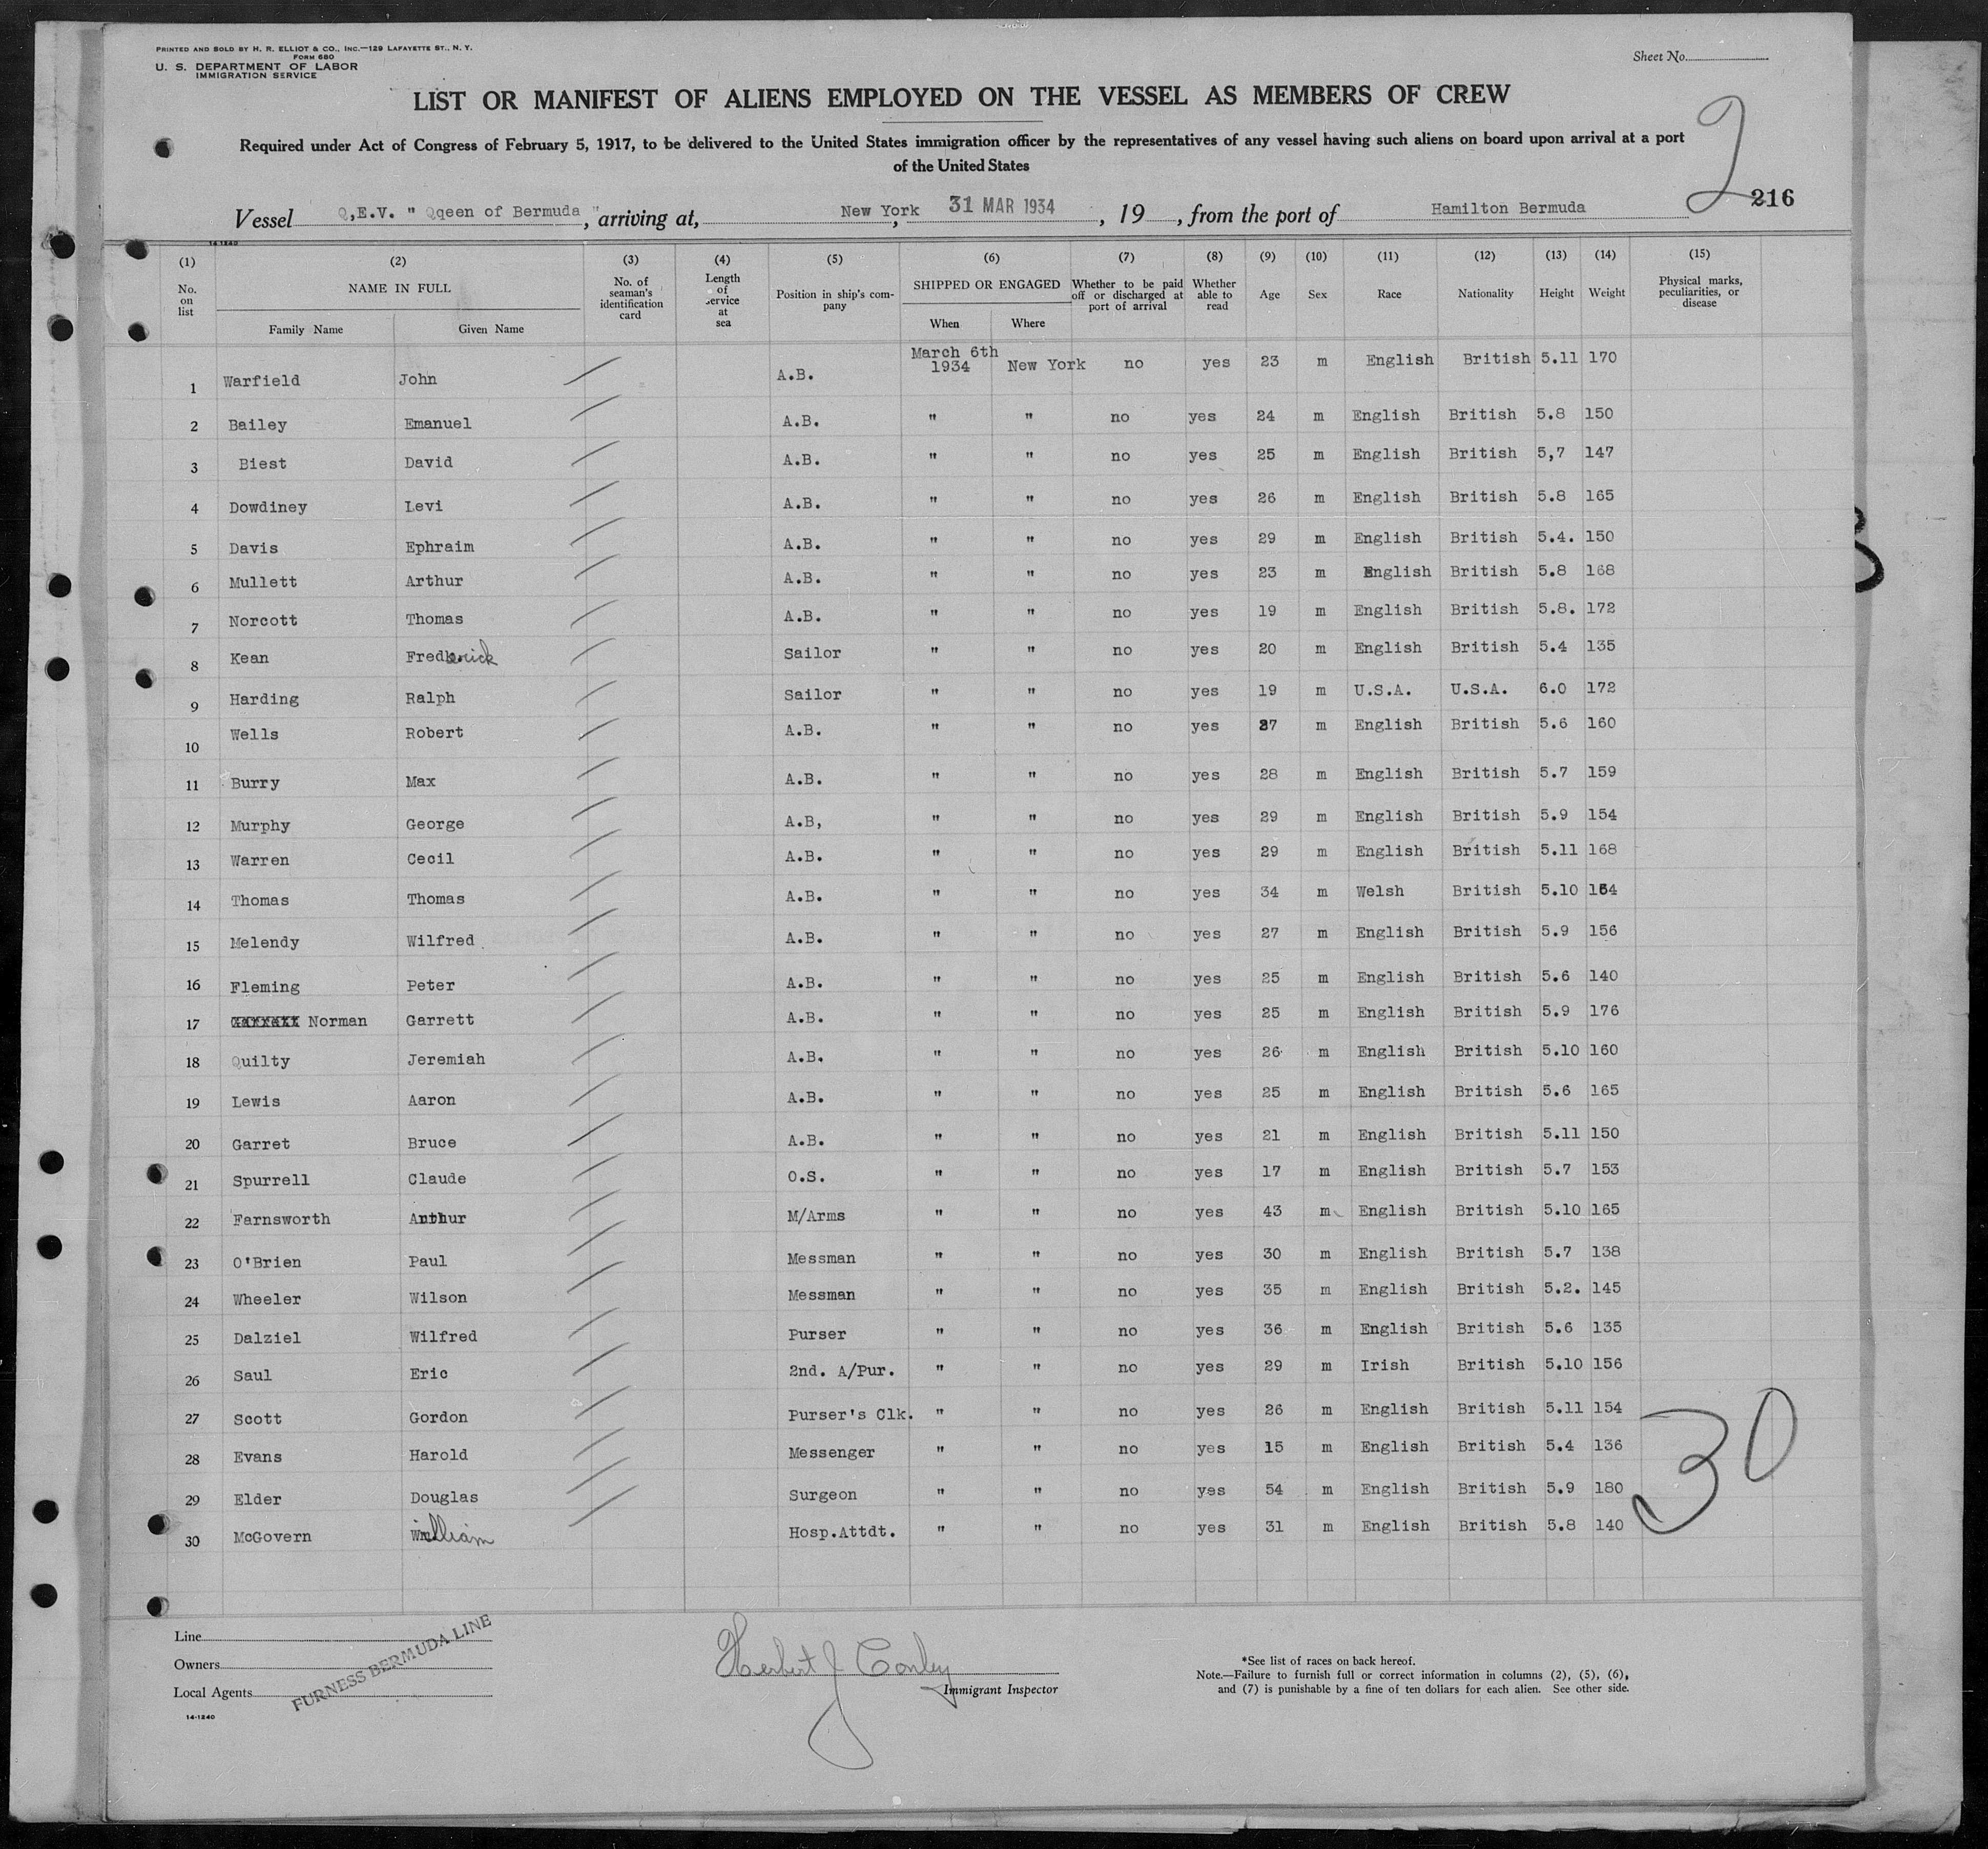 PRINTED AND SOLD BY H. R. ELLIOT & CO., INC.—129 LAFAYETTE ST., N. Y.
FORM 680
U. S. DEPARTMENT OF LABOR
IMMIGRATION SERVICE
Sheet No.
LIST OR MANIFEST OF ALIENS EMPLOYED ON THE VESSEL AS MEMBERS OF CREW
Required under Act of Congress of February 5, 1917, to be delivered to the United States immigration officer by the representatives of any vessel having such aliens on board upon arrival at a port
of the United States
2
216
Vessel Q,E.V. " Qqeen of Bermuda ", arriving at, New York, 31 MAR 1934, 19, from the port of Hamilton Bermuda
14-1240
(1) (2) (3) (4) (5) (6) (7) (8) (9) (10) (11) (12) (13) (14) (15)
No. on list NAME IN FULL Family Name Given Name No. of seaman's identification card Length of service at sea Position in ship's company SHIPPED OR ENGAGED When Where Whether to be paid off or discharged at port of arrival Whether able to read Age Sex Race Nationality Height Weight Physical marks, peculiarities, or disease
1 Warfield John A.B. March 6th 1934 New York no yes 23 m English British 5.11 170
2 Bailey Emanuel A.B. " " no yes 24 m English British 5.8 150
3 Biest David A.B. " " no yes 25 m English British 5,7 147
4 Dowdiney Levi A.B. " " no yes 26 m English British 5.8 165
5 Davis Ephraim A.B. " " no yes 29 m English British 5.4. 150
6 Mullett Arthur A.B. " " no yes 23 m English British 5.8 168
7 Norcott Thomas A.B. " " no yes 19 m English British 5.8. 172
8 Kean Frederick Sailor " " no yes 20 m English British 5.4 135
9 Harding Ralph Sailor " " no yes 19 m U.S.A. U.S.A. 6.0 172
10 Wells Robert A.B. " " no yes 27 m English British 5.6 160
11 Burry Max A.B. " " no yes 28 m English British 5.7 159
12 Murphy George A.B, " " no yes 29 m English British 5.9 154
13 Warren Cecil A.B. " " no yes 29 m English British 5.11 168
14 Thomas Thomas A.B. " " no yes 34 m Welsh British 5.10 164
15 Melendy Wilfred A.B. " " no yes 27 m English British 5.9 156
16 Fleming Peter A.B. " " no yes 25 m English British 5.6 140
17 Norman Garrett A.B. " " no yes 25 m English British 5.9 176
18 Quilty Jeremiah A.B. " " no yes 26 m English British 5.10 160
19 Lewis Aaron A.B. " " no yes 25 m English British 5.6 165
20 Garret Bruce A.B. " " no yes 21 m English British 5.11 150
21 Spurrell Claude O.S. " " no yes 17 m English British 5.7 153
22 Farnsworth Arthur M/Arms " " no yes 43 m English British 5.10 165
23 O'Brien Paul Messman " " no yes 30 m English British 5.7 138
24 Wheeler Wilson Messman " " no yes 35 m English British 5.2. 145
25 Dalziel Wilfred Purser " " no yes 36 m English British 5.6 135
26 Saul Eric 2nd. A/Pur. " " no yes 29 m Irish British 5.10 156
27 Scott Gordon Purser's Clk. " " no yes 26 m English British 5.11 154
28 Evans Harold Messenger " " no yes 15 m English British 5.4 136
29 Elder Douglas Surgeon " " no yes 54 m English British 5.9 180
30 McGovern William Hosp.Attdt. " " no yes 31 m English British 5.8 140
30
Line
Owners
Local Agents
FURNESS BERMUDA LINE
14-1240
Herbert J Conley
Immigrant Inspector
*See list of races on back hereof.
Note.—Failure to furnish full or correct information in columns (2), (5), (6),
and (7) is punishable by a fine of ten dollars for each alien. See other side.